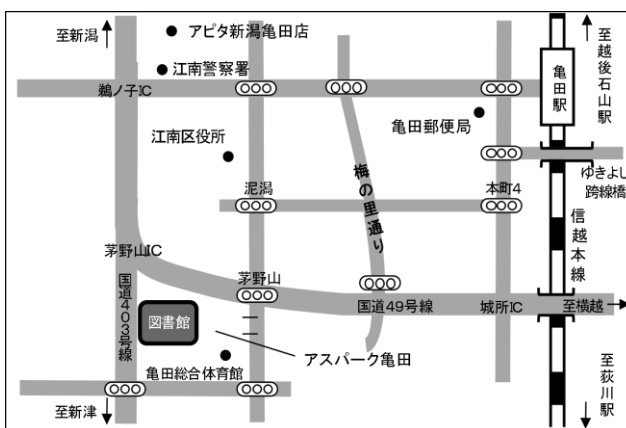 至新潟
アピタ新潟亀田店
江南警察署
鵜ノ子IC
江南区役所
泥潟
梅の里通り
亀田郵便局
本町4
亀田駅
至越後石山駅
ゆきよし
跨線橋
信越本線
茅野山IC
茅野山
国道403号線
国道49号線
城所IC
至横越
図書館
アスパーク亀田
亀田総合体育館
至新津
至荻川駅